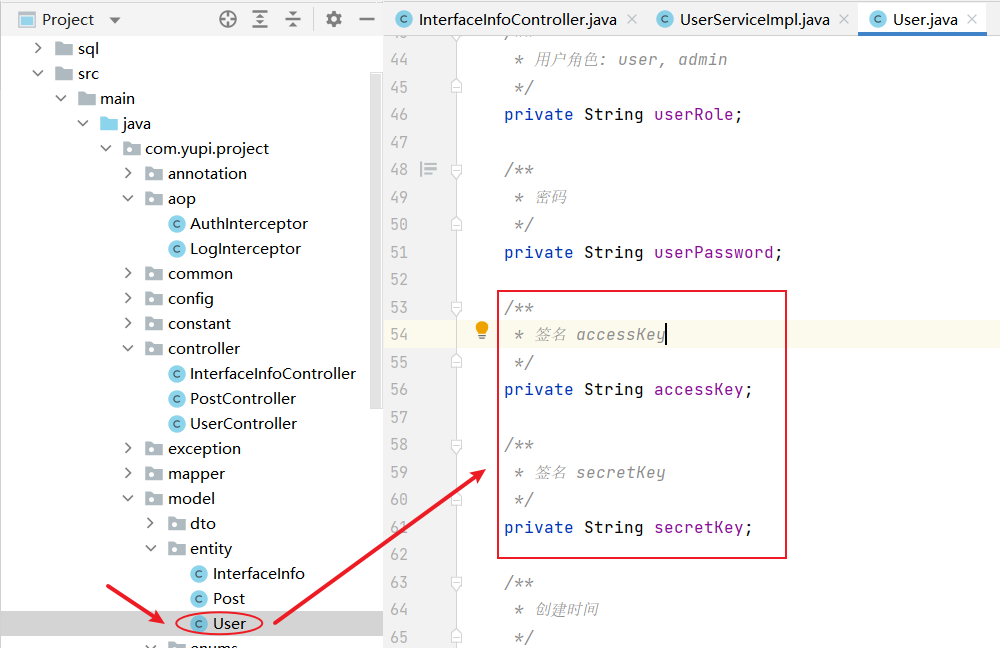 Project
InterfaceInfoController.java
UserServiceImpl.java
User.java
sql
src
main
java
com.yupi.project
annotation
aop
AuthInterceptor
LogInterceptor
common
config
constant
controller
InterfaceInfoController
PostController
UserController
exception
mapper
model
dto
entity
InterfaceInfo
Post
User
enums
44 * 用户角色: user, admin
45 */
46 private String userRole;
47
48 /**
49 * 密码
50 */
51 private String userPassword;
52
53 /**
54 * 签名 accessKey
55 */
56 private String accessKey;
57
58 /**
59 * 签名 secretKey
60 */
61 private String secretKey;
62
63 /**
64 * 创建时间
65 */